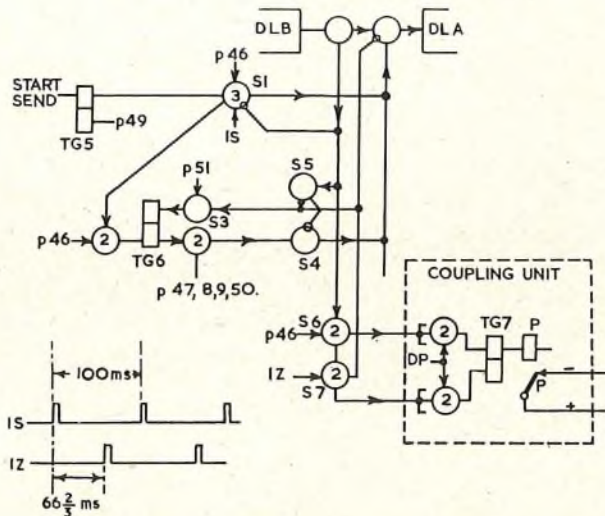 DLB
DLA
p46
START
SEND
S1
3
p49
IS
TG5
S5
p51
S3
p46
2
TG6
2
S4
p 47, 8, 9, 50.
COUPLING UNIT
S6
p46
2
2
TG7
P
DP
IZ
2
S7
2
P
−
+
100ms
IS
IZ
66 2/3 ms